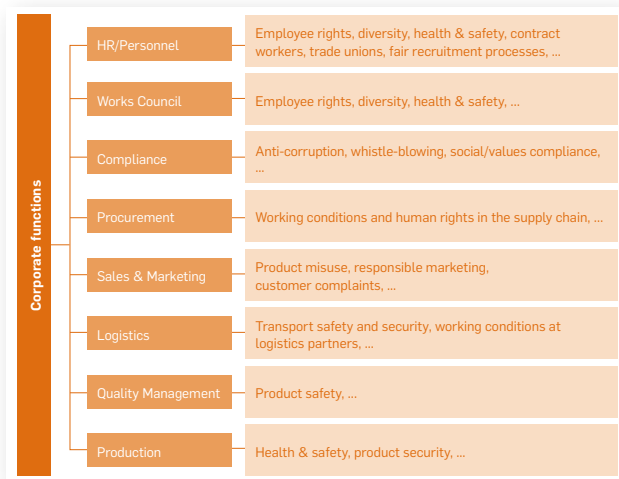 Corporate functions
HR/Personnel
Employee rights, diversity, health & safety, contract
workers, trade unions, fair recruitment processes, ...
Works Council
Employee rights, diversity, health & safety, ...
Compliance
Anti-corruption, whistle-blowing, social/values compliance,
...
Procurement
Working conditions and human rights in the supply chain, ...
Sales & Marketing
Product misuse, responsible marketing,
customer complaints, ...
Logistics
Transport safety and security, working conditions at
logistics partners, ...
Quality Management
Product safety, ...
Production
Health & safety, product security, ...